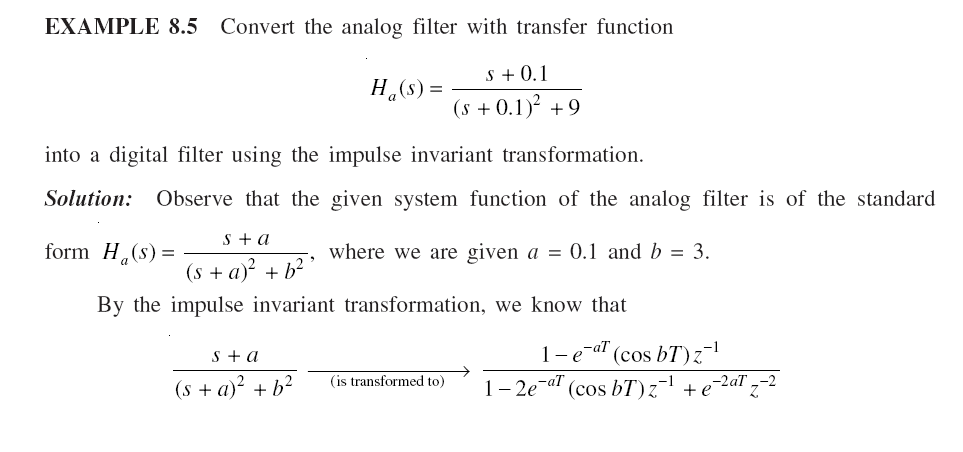 EXAMPLE 8.5 Convert the analog filter with transfer function
H_a(s) = \frac{s + 0.1}{(s + 0.1)^2 + 9}
into a digital filter using the impulse invariant transformation.
Solution: Observe that the given system function of the analog filter is of the standard
form H_a(s) = \frac{s + a}{(s + a)^2 + b^2}, where we are given a = 0.1 and b = 3.
By the impulse invariant transformation, we know that
\frac{s + a}{(s + a)^2 + b^2} \xrightarrow{(is transformed to)} \frac{1 - e^{-aT} (cos bT) z^{-1}}{1 - 2e^{-aT} (cos bT) z^{-1} + e^{-2aT} z^{-2}}